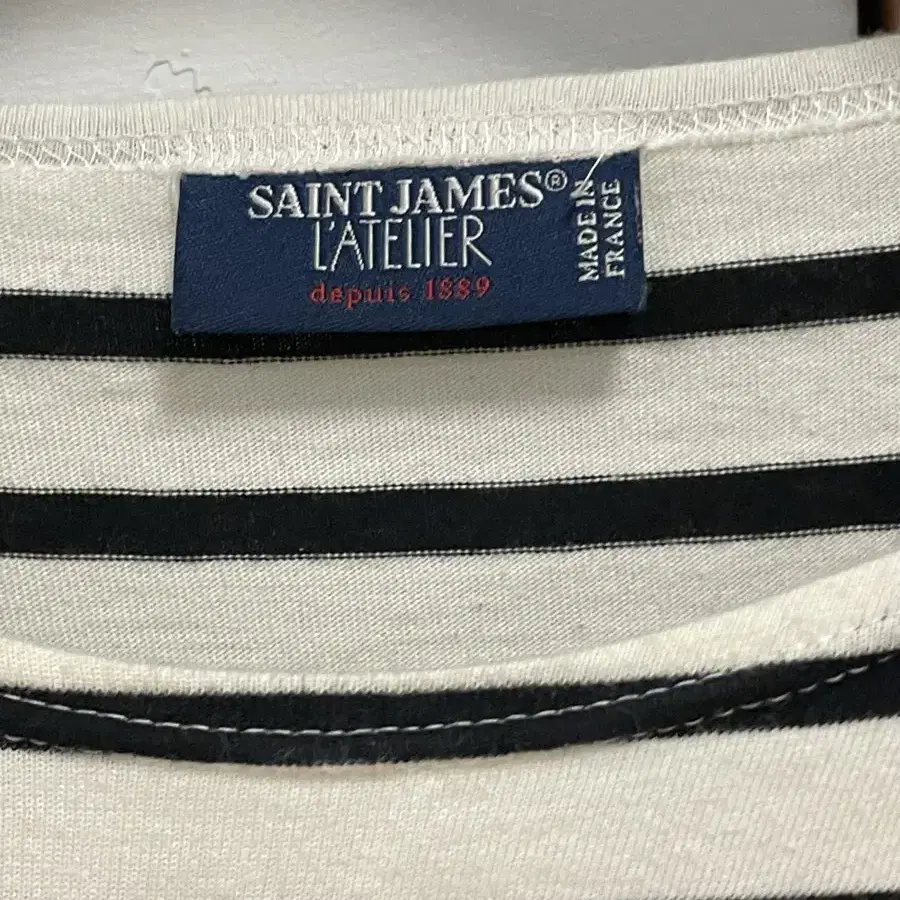 SAINT JAMES®
L'ATELIER
depuis 1889
MADE IN
FRANCE